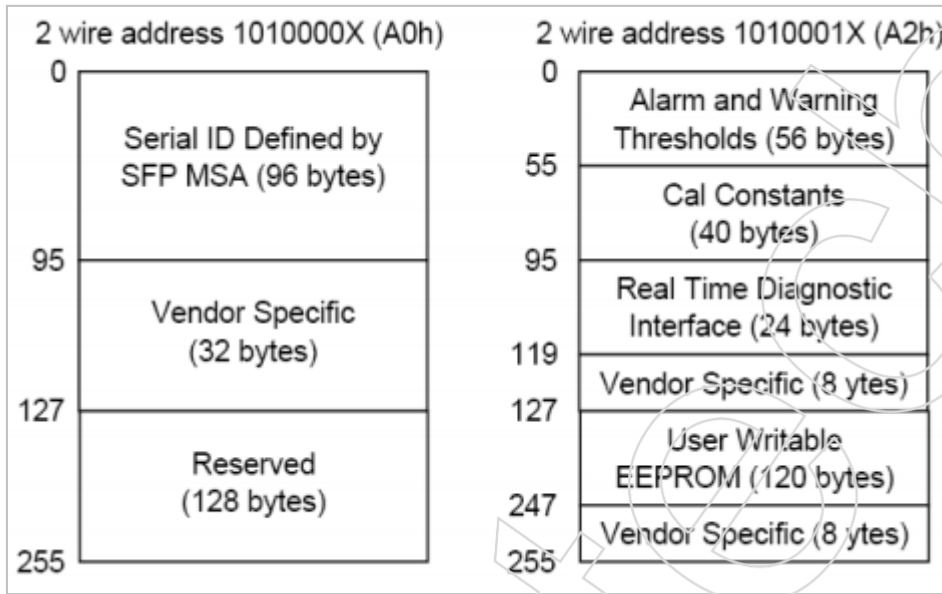 2 wire address 1010000X (A0h)
0
Serial ID Defined by
SFP MSA (96 bytes)
95
Vendor Specific
(32 bytes)
127
Reserved
(128 bytes)
255
2 wire address 1010001X (A2h)
0
Alarm and Warning
Thresholds (56 bytes)
55
Cal Constants
(40 bytes)
95
Real Time Diagnostic
Interface (24 bytes)
119
Vendor Specific (8 ytes)
127
User Writable
EEPROM (120 bytes)
247
Vendor Specific (8 ytes)
255